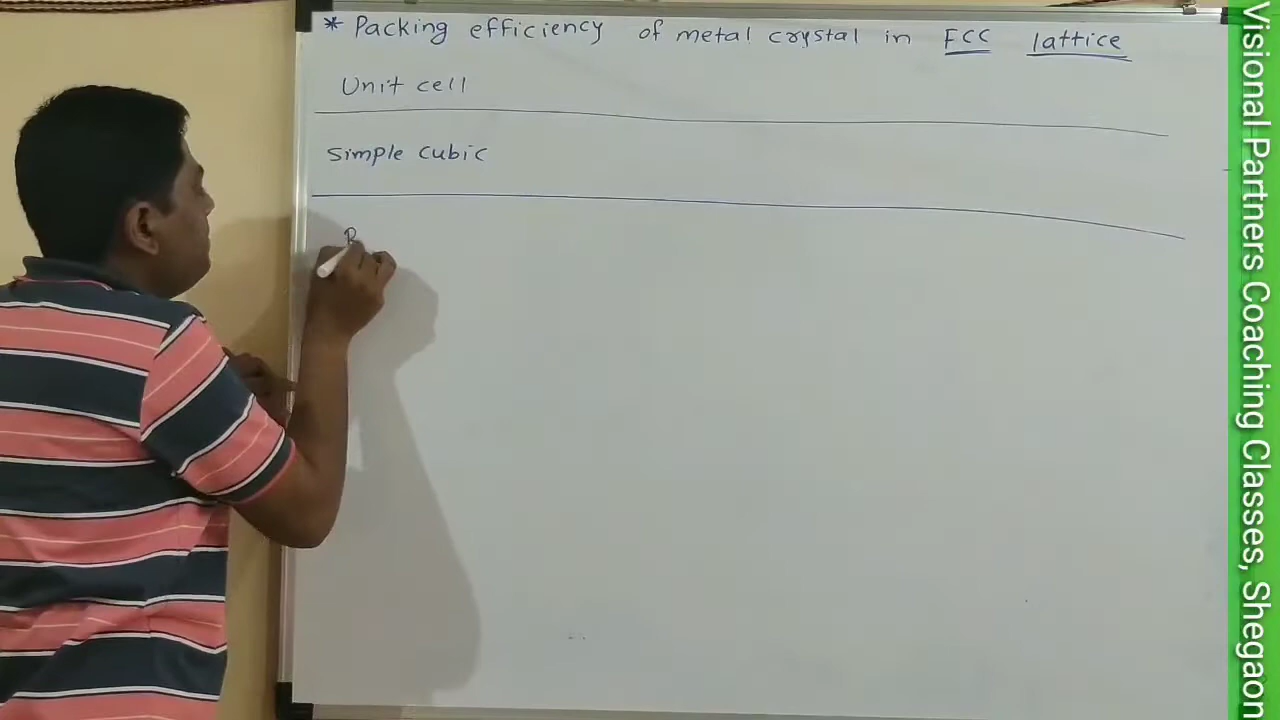 * Packing efficiency of metal crystal in FCC lattice
Unit cell
Simple Cubic
B
Visional Partners Coaching Classes, Shegaon